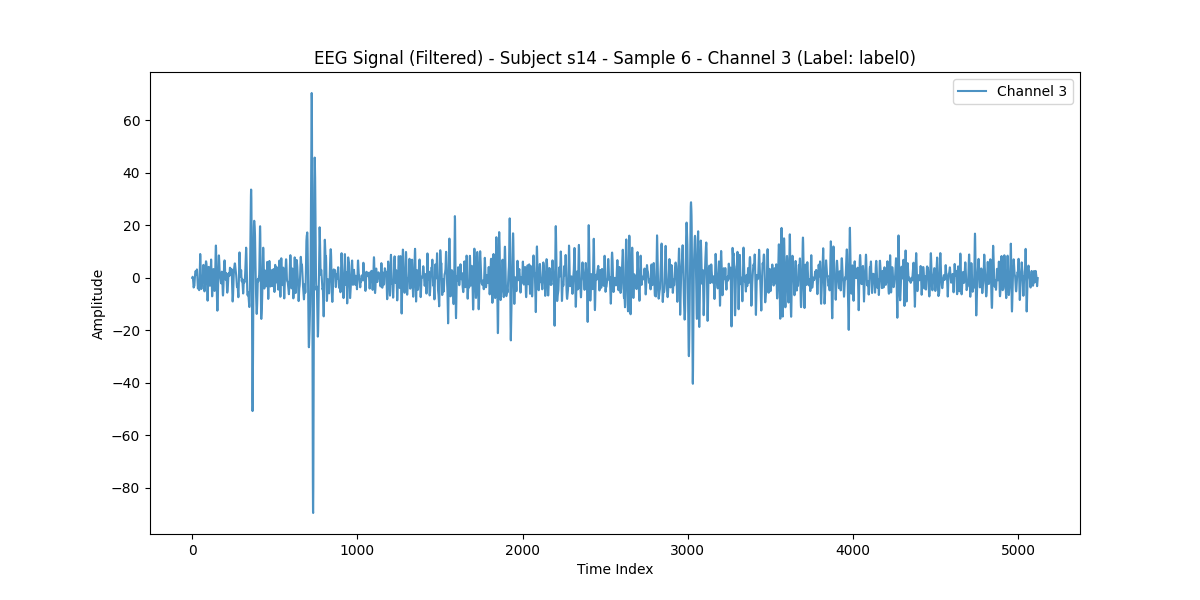 EEG Signal (Filtered) - Subject s14 - Sample 6 - Channel 3 (Label: label0)
Channel 3
60
40
20
0
−20
−40
−60
−80
Amplitude
0 1000 2000 3000 4000 5000
Time Index